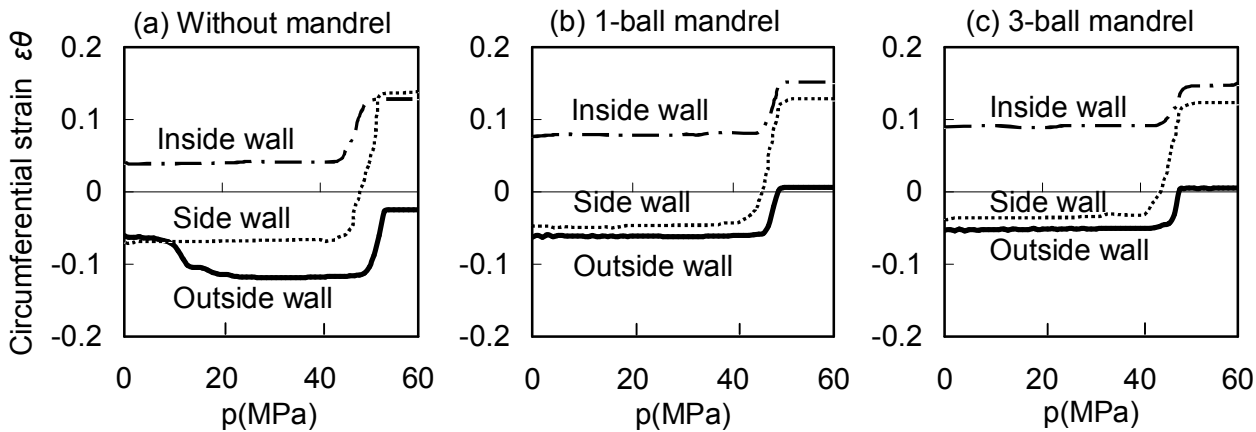 (a) Without mandrel
(b) 1-ball mandrel
(c) 3-ball mandrel
Circumferential strain εθ
0.2
0.1
0
-0.1
-0.2
Inside wall
Side wall
Outside wall
0 20 40 60
p(MPa)
0.2
0.1
0
-0.1
-0.2
Inside wall
Side wall
Outside wall
0 20 40 60
p(MPa)
0.2
0.1
0
-0.1
-0.2
Inside wall
Side wall
Outside wall
0 20 40 60
p(MPa)